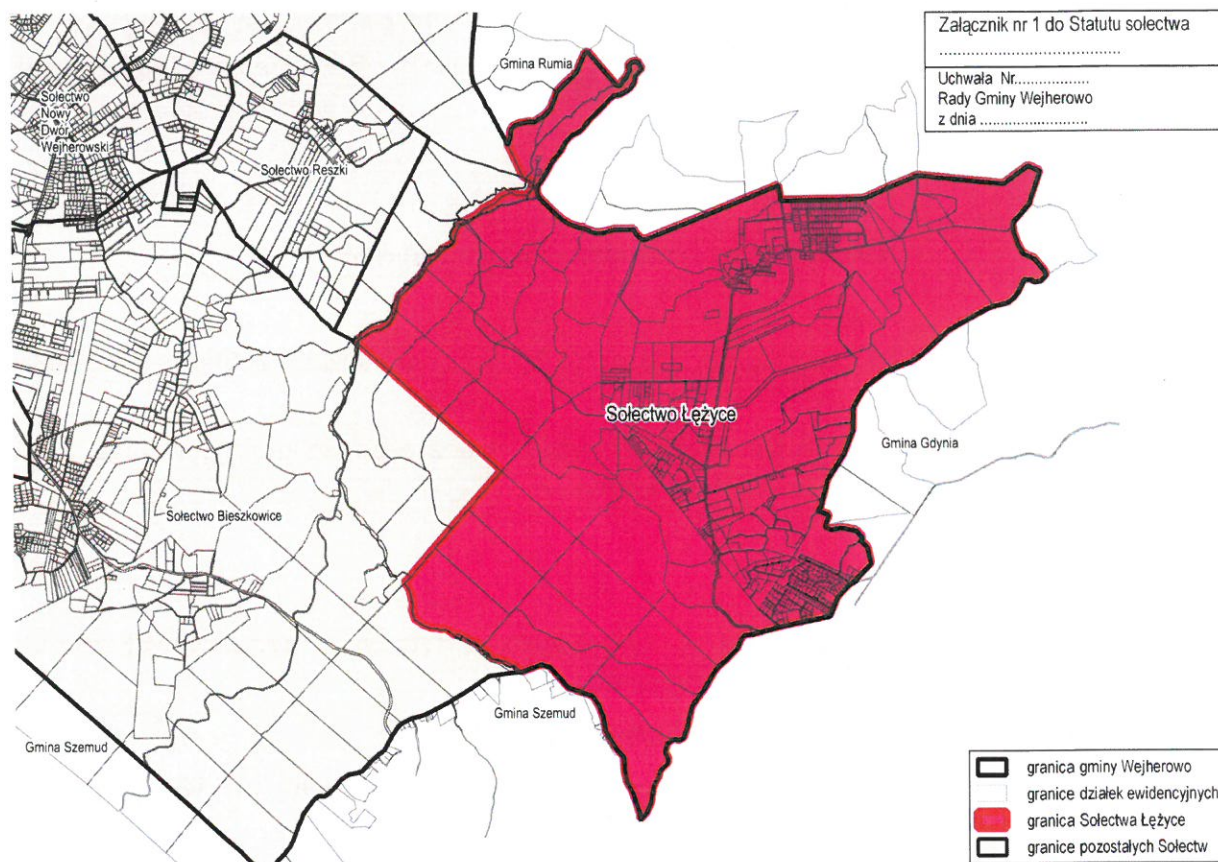 Załącznik nr 1 do Statutu sołectwa
....................................
Uchwała Nr.................
Rady Gminy Wejherowo
z dnia ..........................
Gmina Rumia
Sołectwo
Nowy
Dwór
Wejherowski
Sołectwo Reszki
Sołectwo Łężyce
Gmina Gdynia
Sołectwo Bieszkowice
Gmina Szemud
Gmina Szemud
granica gminy Wejherowo
granice działek ewidencyjnych
granica Sołectwa Łężyce
granice pozostałych Sołectw